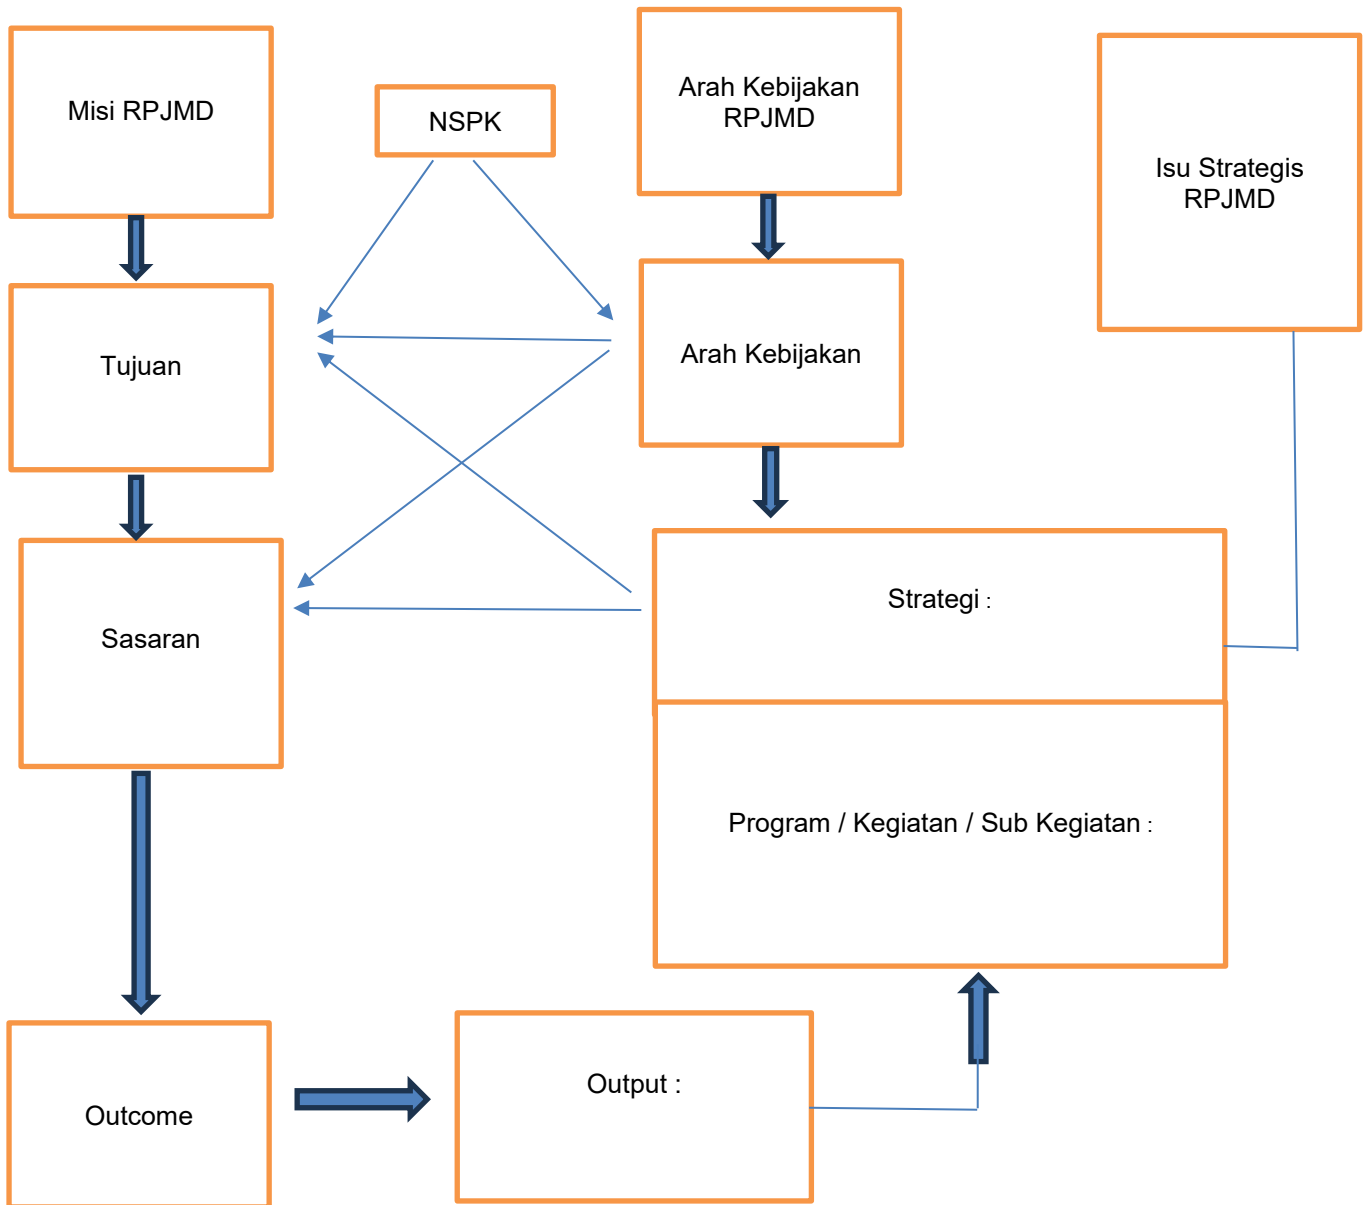 Misi RPJMD
NSPK
Arah Kebijakan
RPJMD
Isu Strategis
RPJMD
Tujuan
Arah Kebijakan
Sasaran
Strategi :
Program / Kegiatan / Sub Kegiatan :
Outcome
Output :